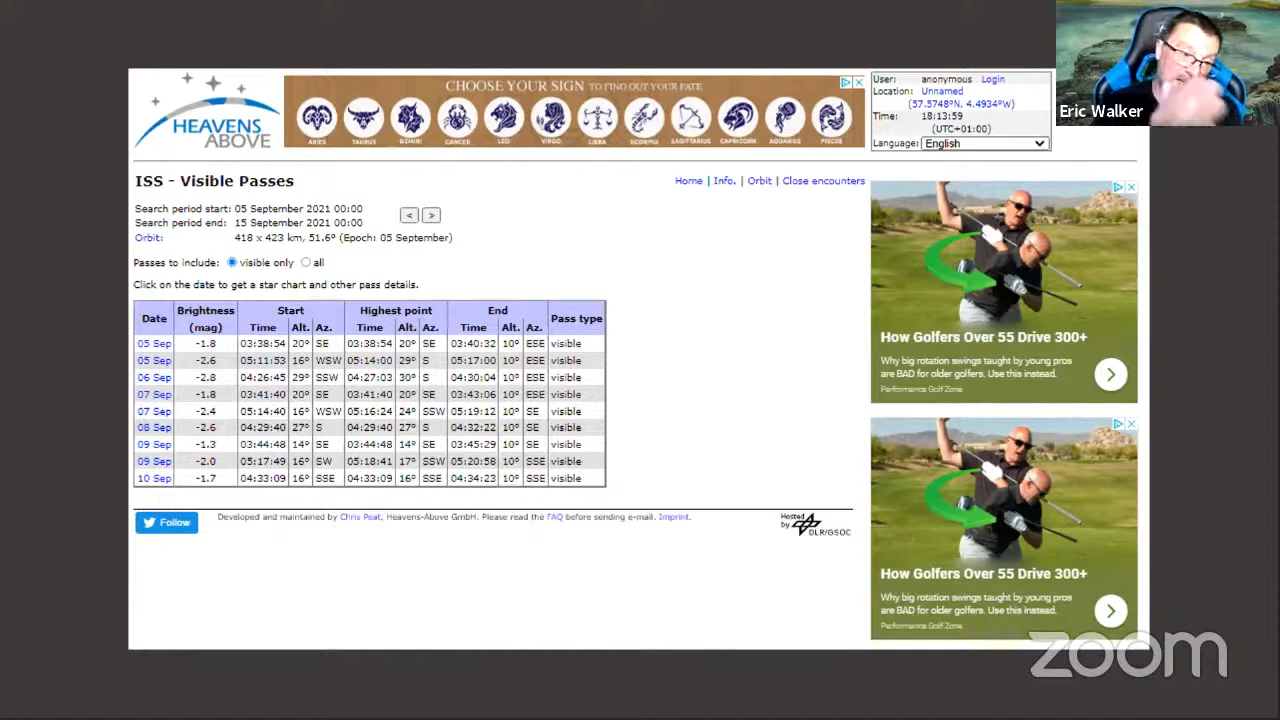 HEAVENS
ABOVE
CHOOSE YOUR SIGN TO FIND OUT YOUR FATE
ARIES TAURUS GEMINI CANCER LEO VIRGO LIBRA SCORPIO SAGITTARIUS CAPRICORN AQUARIUS PISCES
User: anonymous Login
Location: Unnamed
(57.5748°N, 4.4934°W)
Time: 18:13:59
(UTC+01:00)
Language: English
Eric Walker
ISS - Visible Passes
Home | Info. | Orbit | Close encounters
Search period start: 05 September 2021 00:00
Search period end: 15 September 2021 00:00
< >
Orbit: 418 x 423 km, 51.6° (Epoch: 05 September)
Passes to include: visible only all
Click on the date to get a star chart and other pass details.
Date Brightness (mag) Start Highest point End Pass type
Time Alt. Az. Time Alt. Az. Time Alt. Az.
05 Sep -1.8 03:38:54 20° SE 03:38:54 20° SE 03:40:32 10° ESE visible
05 Sep -2.6 05:11:53 16° WSW 05:14:00 29° S 05:17:00 10° ESE visible
06 Sep -2.8 04:26:45 29° SSW 04:27:03 30° S 04:30:04 10° ESE visible
07 Sep -1.8 03:41:40 20° SE 03:41:40 20° SE 03:43:06 10° ESE visible
07 Sep -2.4 05:14:40 16° WSW 05:16:24 24° SSW 05:19:12 10° SE visible
08 Sep -2.6 04:29:40 27° S 04:29:40 27° S 04:32:22 10° SE visible
09 Sep -1.3 03:44:48 14° SE 03:44:48 14° SE 03:45:29 10° SE visible
09 Sep -2.0 05:17:49 16° SW 05:18:41 17° SSW 05:20:58 10° SSE visible
10 Sep -1.7 04:33:09 16° SSE 04:33:09 16° SSE 04:34:23 10° SSE visible
Follow
Developed and maintained by Chris Peat, Heavens-Above GmbH. Please read the FAQ before sending e-mail. Imprint.
Hosted
by DLR/GSOC
How Golfers Over 55 Drive 300+
Why big rotation swings taught by young pros
are BAD for older golfers. Use this instead.
Performance Golf Zone
How Golfers Over 55 Drive 300+
Why big rotation swings taught by young pros
are BAD for older golfers. Use this instead.
Performance Golf Zone
zoom